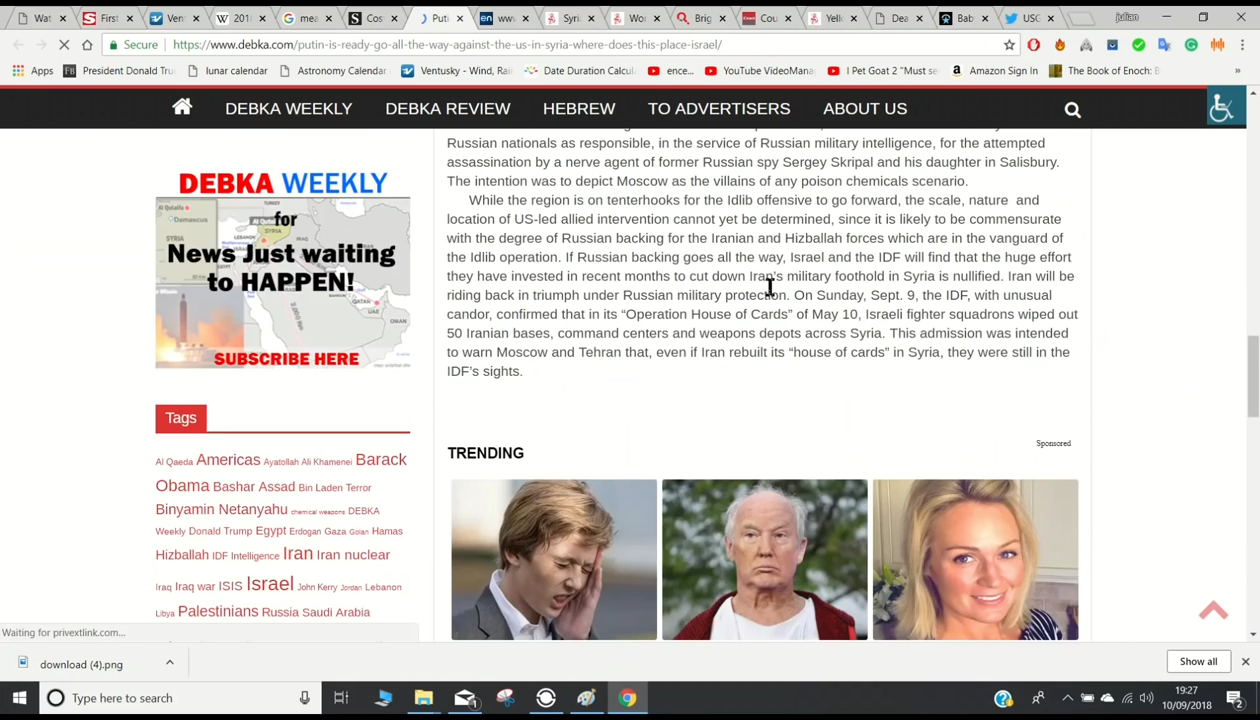 Wat
First
Vent
201
mea
Cos
Puti
www
Syri
Wo
Brig
Cou
Yell
Dea
Bab
USG
julian
Secure
https://www.debka.com/putin-is-ready-go-all-the-way-against-the-us-in-syria-where-does-this-place-israel/
Apps
President Donald Tru
lunar calendar
Astronomy Calendar
Ventusky - Wind, Rai
Date Duration Calcu
ence...
YouTube VideoMana
I Pet Goat 2 "Must se
Amazon Sign In
The Book of Enoch: B
DEBKA WEEKLY
DEBKA REVIEW
HEBREW
TO ADVERTISERS
ABOUT US
Russian nationals as responsible, in the service of Russian military intelligence, for the attempted
assassination by a nerve agent of former Russian spy Sergey Skripal and his daughter in Salisbury.
The intention was to depict Moscow as the villains of any poison chemicals scenario.
While the region is on tenterhooks for the Idlib offensive to go forward, the scale, nature and
location of US-led allied intervention cannot yet be determined, since it is likely to be commensurate
with the degree of Russian backing for the Iranian and Hizballah forces which are in the vanguard of
the Idlib operation. If Russian backing goes all the way, Israel and the IDF will find that the huge effort
they have invested in recent months to cut down Iran's military foothold in Syria is nullified. Iran will be
riding back in triumph under Russian military protection. On Sunday, Sept. 9, the IDF, with unusual
candor, confirmed that in its “Operation House of Cards” of May 10, Israeli fighter squadrons wiped out
50 Iranian bases, command centers and weapons depots across Syria. This admission was intended
to warn Moscow and Tehran that, even if Iran rebuilt its “house of cards” in Syria, they were still in the
IDF's sights.
DEBKA WEEKLY
for
News Just waiting
to HAPPEN!
SUBSCRIBE HERE
Tags
Al Qaeda Americas Ayatollah Ali Khamenei Barack
Obama Bashar Assad Bin Laden Terror
Binyamin Netanyahu chemical weapons DEBKA
Weekly Donald Trump Egypt Erdogan Gaza Golan Hamas
Hizballah IDF Intelligence Iran Iran nuclear
Iraq Iraq war ISIS Israel John Kerry Jordan Lebanon
Libya Palestinians Russia Saudi Arabia
Sponsored
TRENDING
Waiting for privextlink.com...
download (4).png
Show all
Type here to search
19:27
10/09/2018